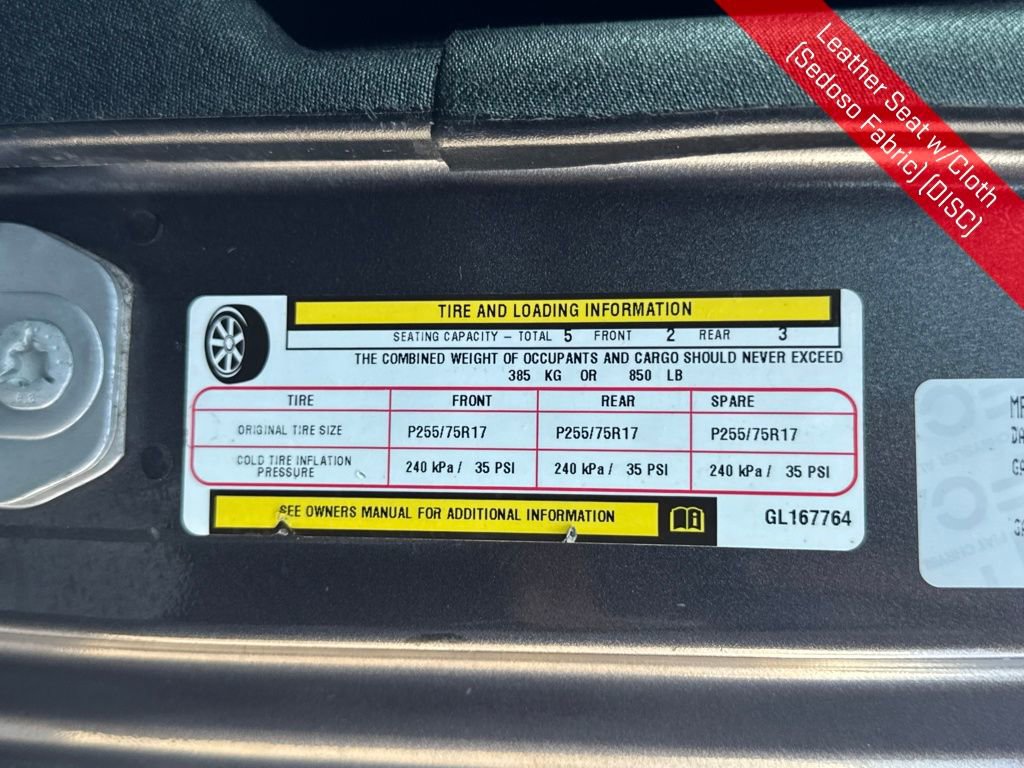 Leather Seat w/Cloth
(Sedoso Fabric) (DISC)
TIRE AND LOADING INFORMATION
SEATING CAPACITY – TOTAL 5 FRONT 2 REAR 3
THE COMBINED WEIGHT OF OCCUPANTS AND CARGO SHOULD NEVER EXCEED
385 KG OR 850 LB
TIRE FRONT REAR SPARE
ORIGINAL TIRE SIZE P255/75R17 P255/75R17 P255/75R17
COLD TIRE INFLATION
PRESSURE 240 kPa / 35 PSI 240 kPa / 35 PSI 240 kPa / 35 PSI
SEE OWNERS MANUAL FOR ADDITIONAL INFORMATION GL167764